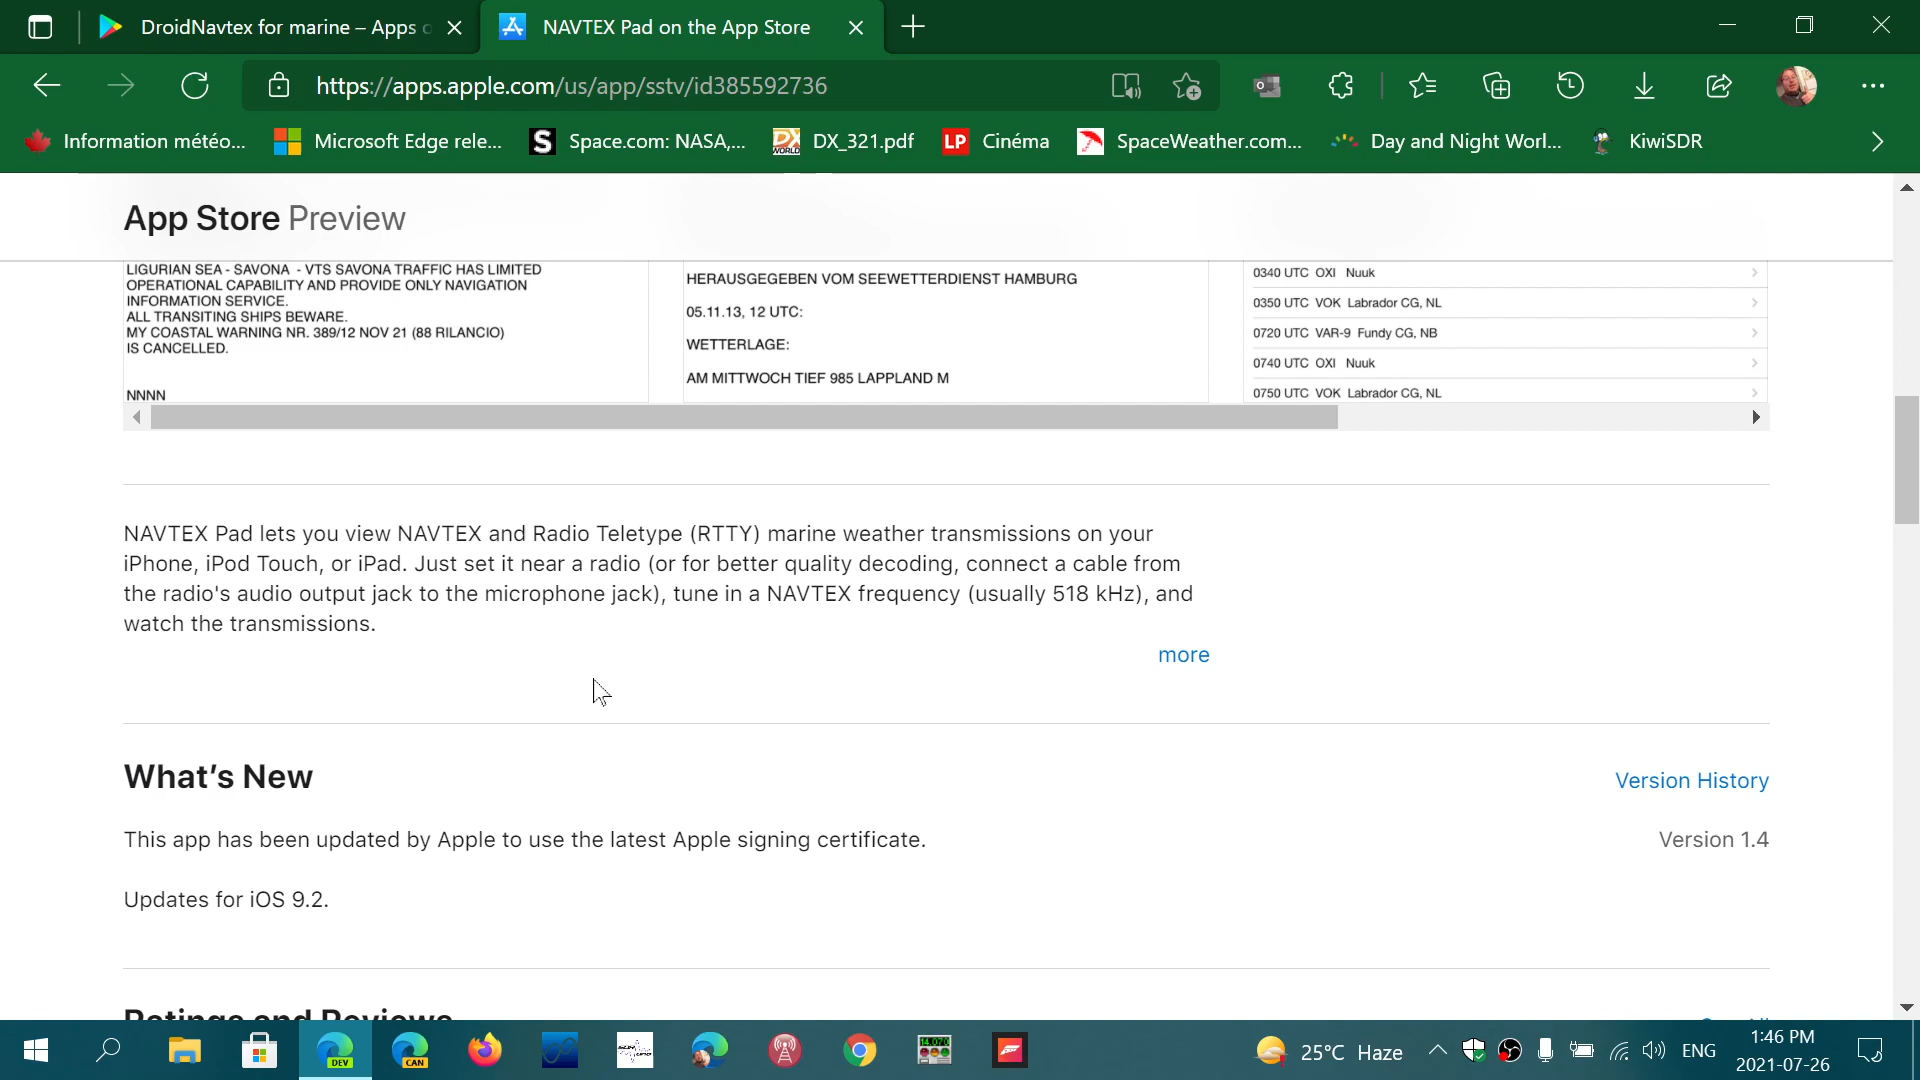 DroidNavtex for marine – Apps o
NAVTEX Pad on the App Store
https://apps.apple.com/us/app/sstv/id385592736
Information météo...
Microsoft Edge rele...
Space.com: NASA,...
DX_321.pdf
Cinéma
SpaceWeather.com...
Day and Night Worl...
KiwiSDR
App Store Preview
LIGURIAN SEA - SAVONA - VTS SAVONA TRAFFIC HAS LIMITED
OPERATIONAL CAPABILITY AND PROVIDE ONLY NAVIGATION
INFORMATION SERVICE.
ALL TRANSITING SHIPS BEWARE.
MY COASTAL WARNING NR. 389/12 NOV 21 (88 RILANCIO)
IS CANCELLED.
NNNN
HERAUSGEGEBEN VOM SEEWETTERDIENST HAMBURG
05.11.13, 12 UTC:
WETTERLAGE:
AM MITTWOCH TIEF 985 LAPPLAND M
0340 UTC OXI Nuuk
0350 UTC VOK Labrador CG, NL
0720 UTC VAR-9 Fundy CG, NB
0740 UTC OXI Nuuk
0750 UTC VOK Labrador CG, NL
NAVTEX Pad lets you view NAVTEX and Radio Teletype (RTTY) marine weather transmissions on your
iPhone, iPod Touch, or iPad. Just set it near a radio (or for better quality decoding, connect a cable from
the radio's audio output jack to the microphone jack), tune in a NAVTEX frequency (usually 518 kHz), and
watch the transmissions.
more
What's New
Version History
This app has been updated by Apple to use the latest Apple signing certificate.
Version 1.4
Updates for iOS 9.2.
Ratings and Reviews
DEV
CAN
14.070
25°C Haze
ENG
1:46 PM
2021-07-26